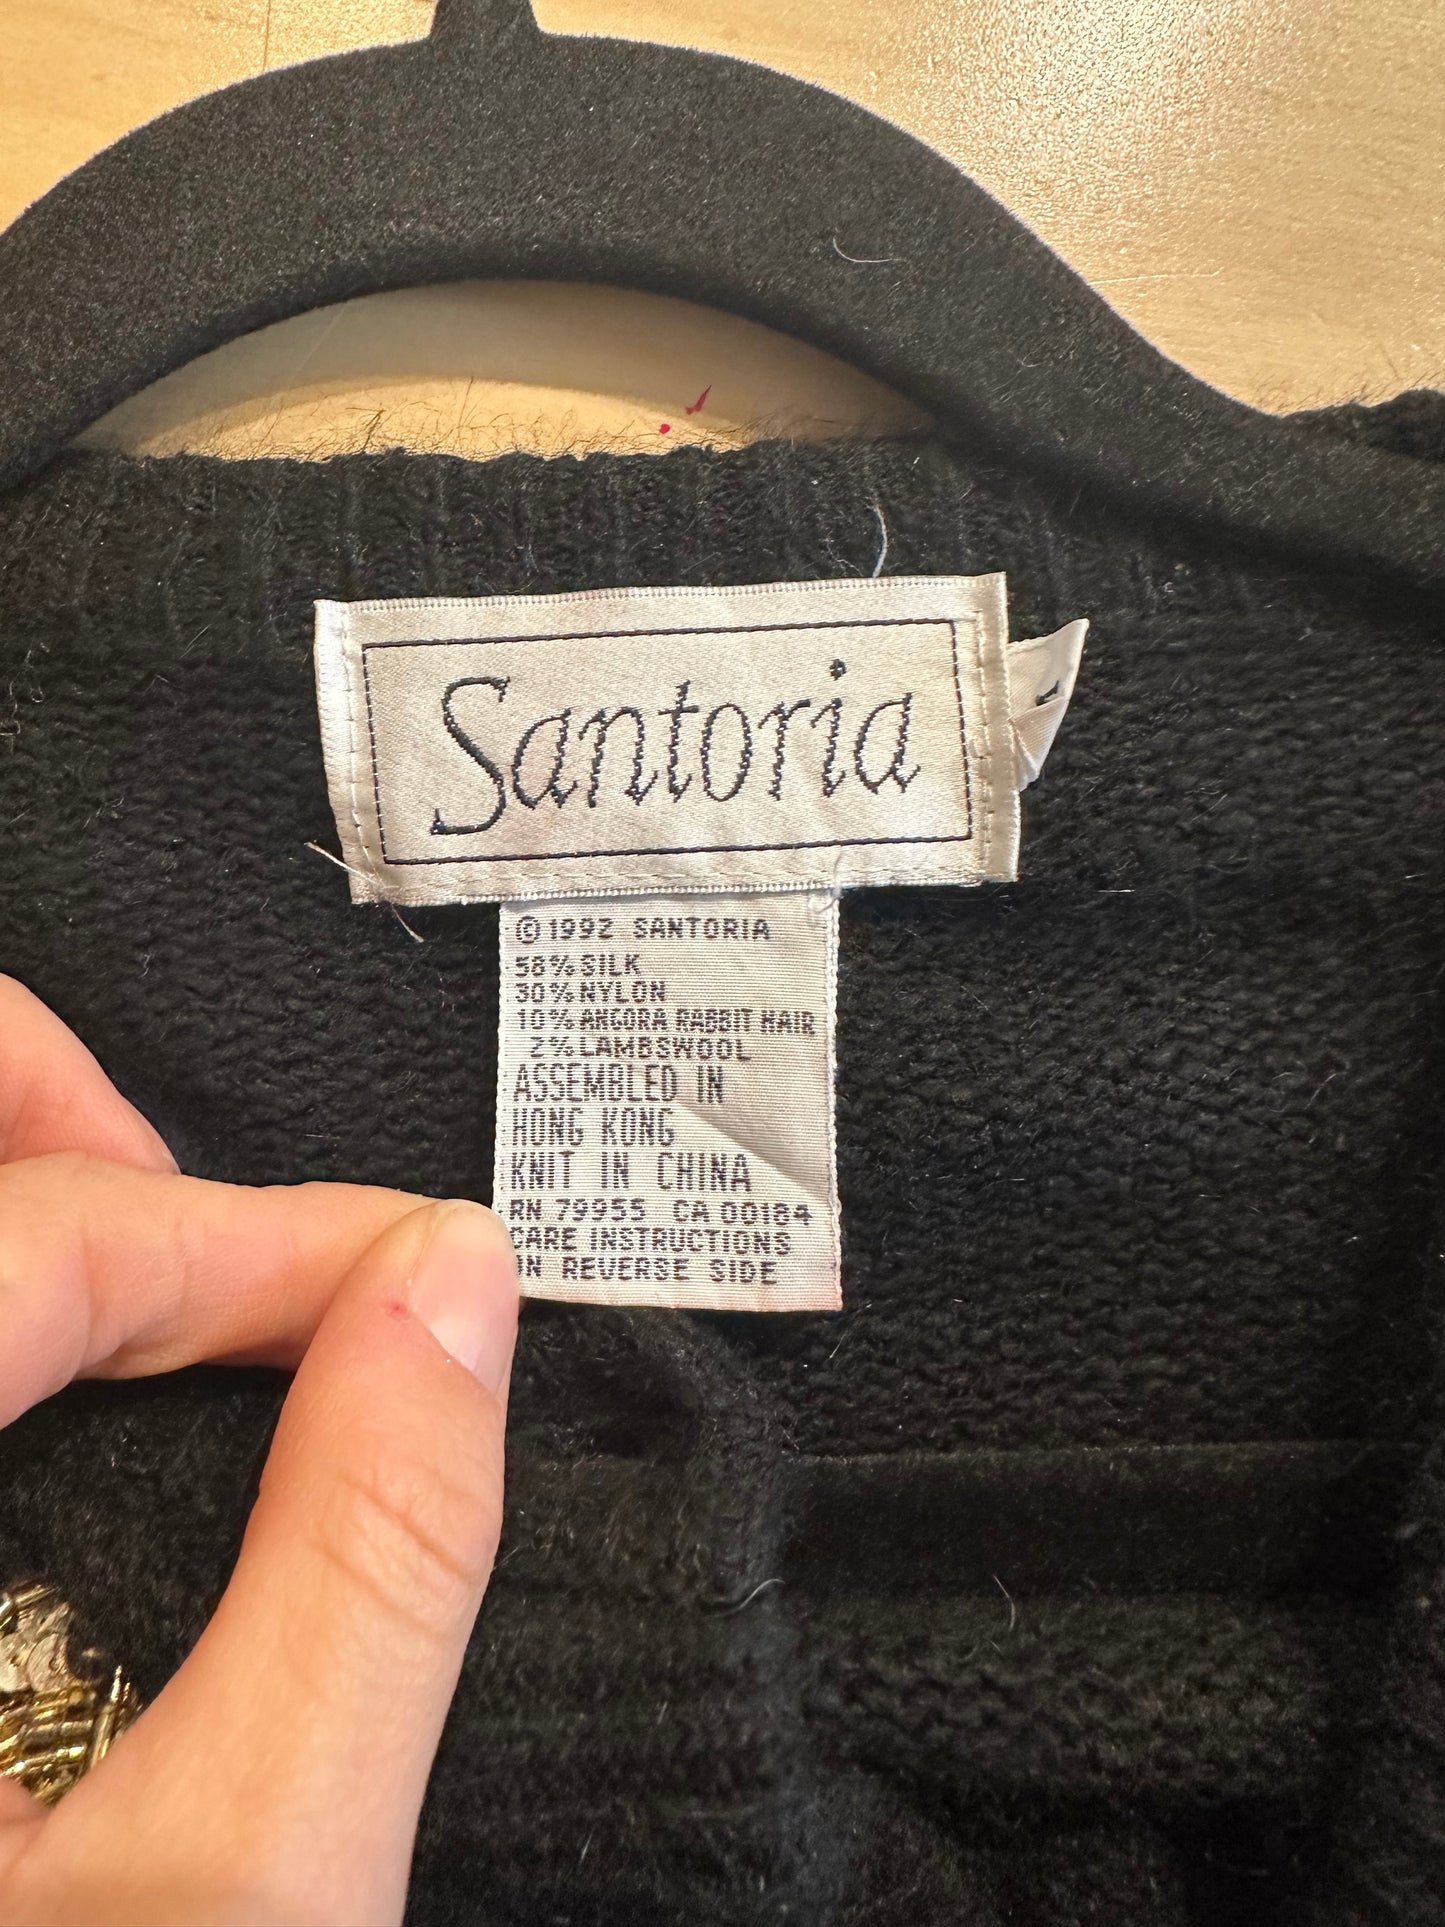 Santoria
© 1992 SANTORIA
58% SILK
30% NYLON
10% ANGORA RABBIT HAIR
2% LAMBSWOOL
ASSEMBLED IN
HONG KONG
KNIT IN CHINA
RN 79955 CA 00184
CARE INSTRUCTIONS
ON REVERSE SIDE